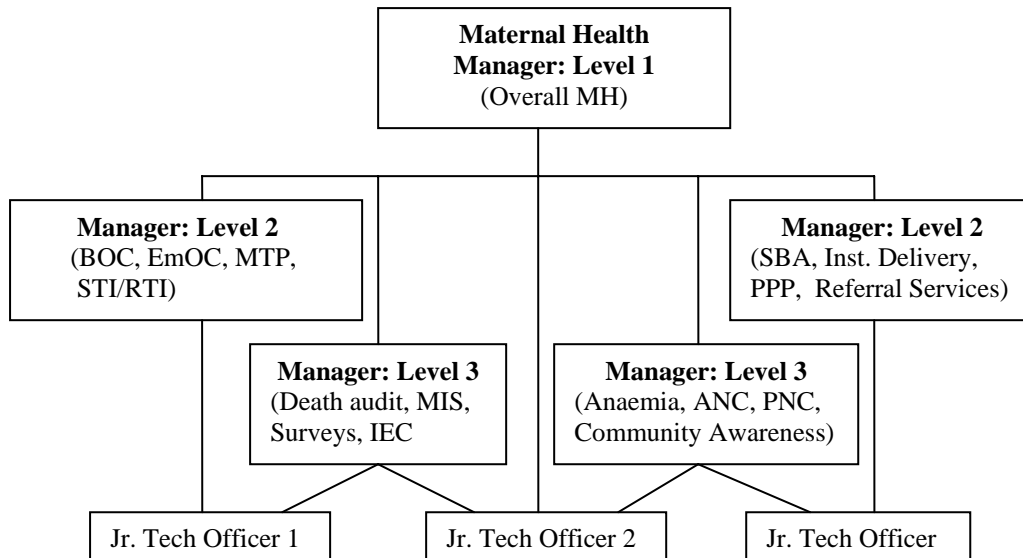 Maternal Health
Manager: Level 1
(Overall MH)
Manager: Level 2
(BOC, EmOC, MTP,
STI/RTI)
Manager: Level 2
(SBA, Inst. Delivery,
PPP, Referral Services)
Manager: Level 3
(Death audit, MIS,
Surveys, IEC
Manager: Level 3
(Anaemia, ANC, PNC,
Community Awareness)
Jr. Tech Officer 1
Jr. Tech Officer 2
Jr. Tech Officer